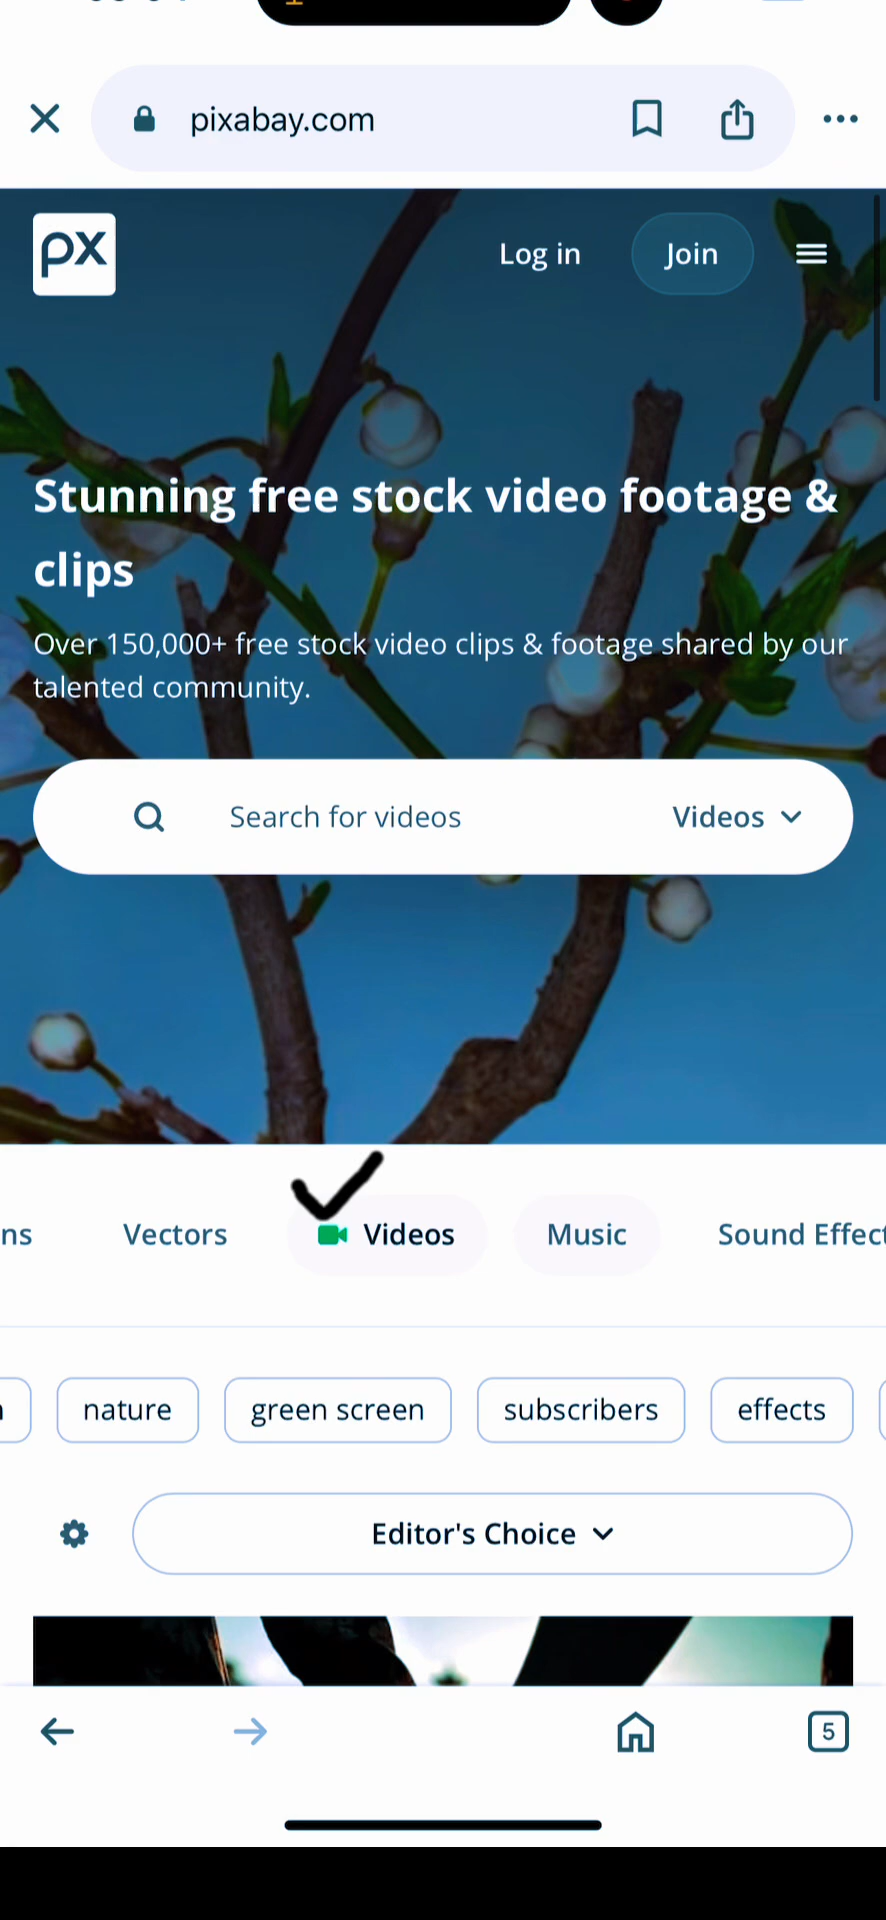 pixabay.com
px
Log in
Join
Stunning free stock video footage &
clips
Over 150,000+ free stock video clips & footage shared by our
talented community.
Search for videos
Videos
ns
Vectors
Videos
Music
Sound Effect
nature
green screen
subscribers
effects
Editor's Choice
5